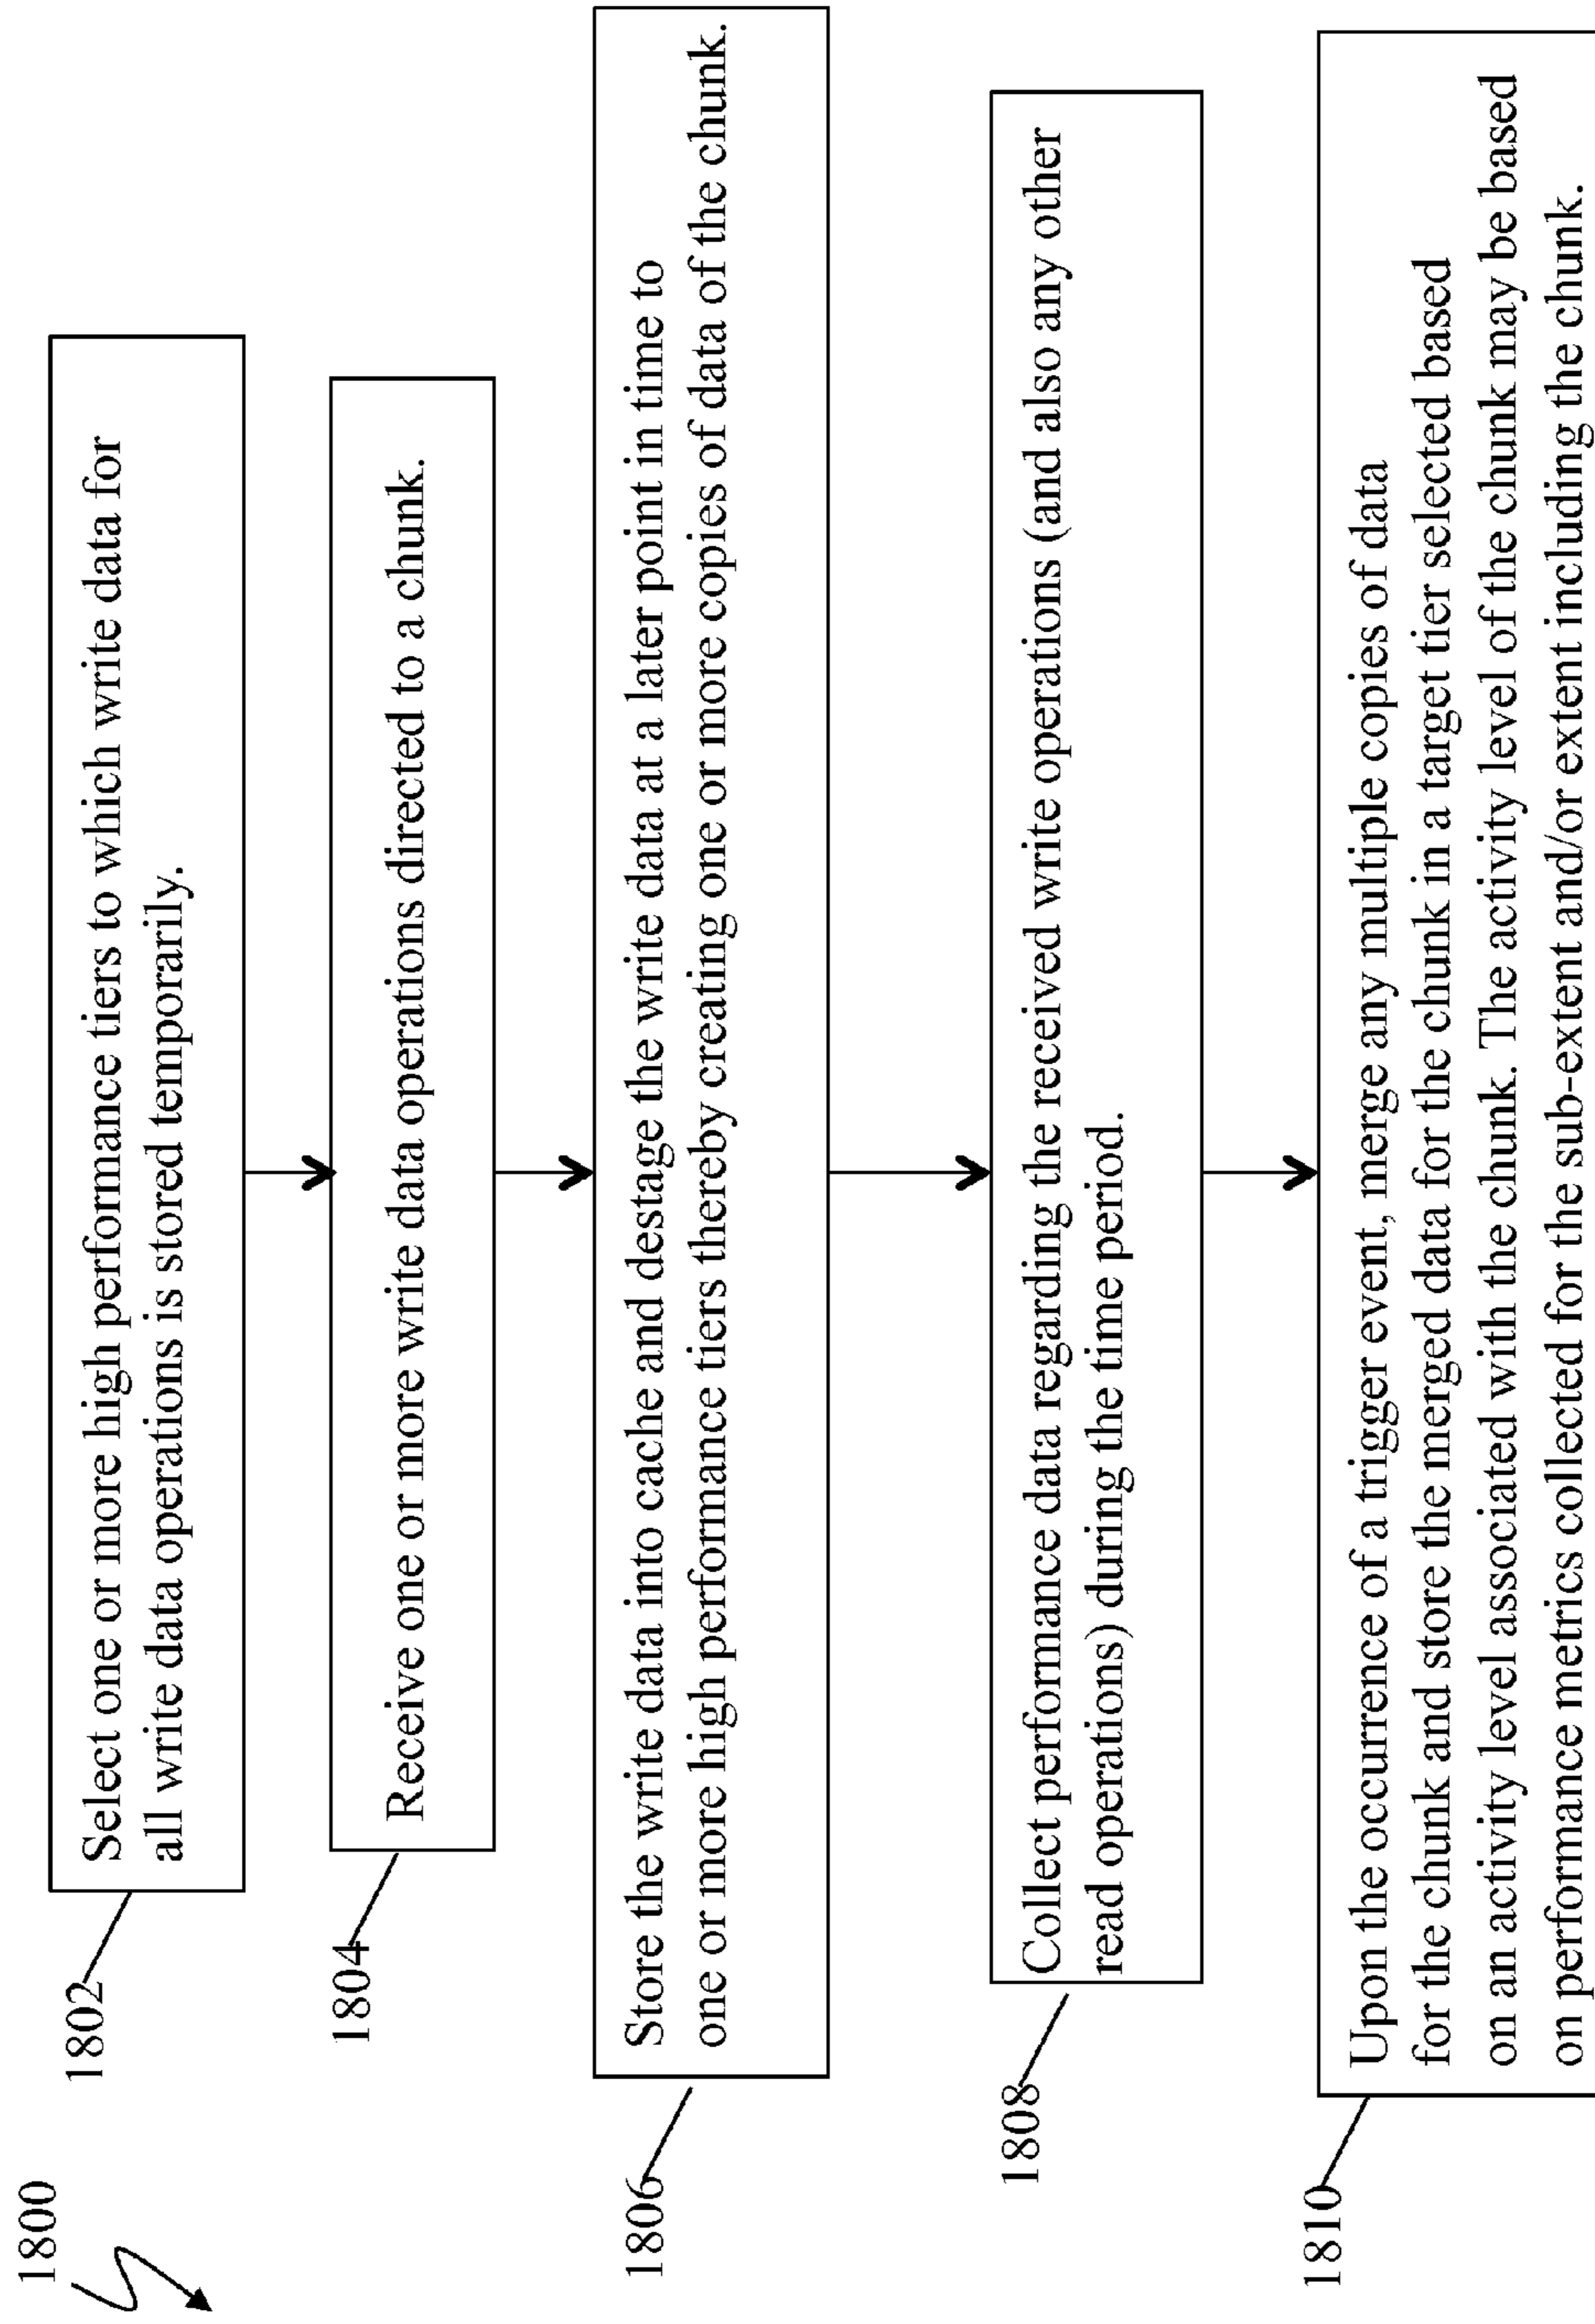 1800
1802
Select one or more high performance tiers to which write data for
all write data operations is stored temporarily.
1804
Receive one or more write data operations directed to a chunk.
1806
Store the write data into cache and destage the write data at a later point in time to
one or more high performance tiers thereby creating one or more copies of data of the chunk.
1808
Collect performance data regarding the received write operations (and also any other
read operations) during the time period.
1810
Upon the occurrence of a trigger event, merge any multiple copies of data
for the chunk and store the merged data for the chunk in a target tier selected based
on an activity level associated with the chunk. The activity level of the chunk may be based
on performance metrics collected for the sub-extent and/or extent including the chunk.